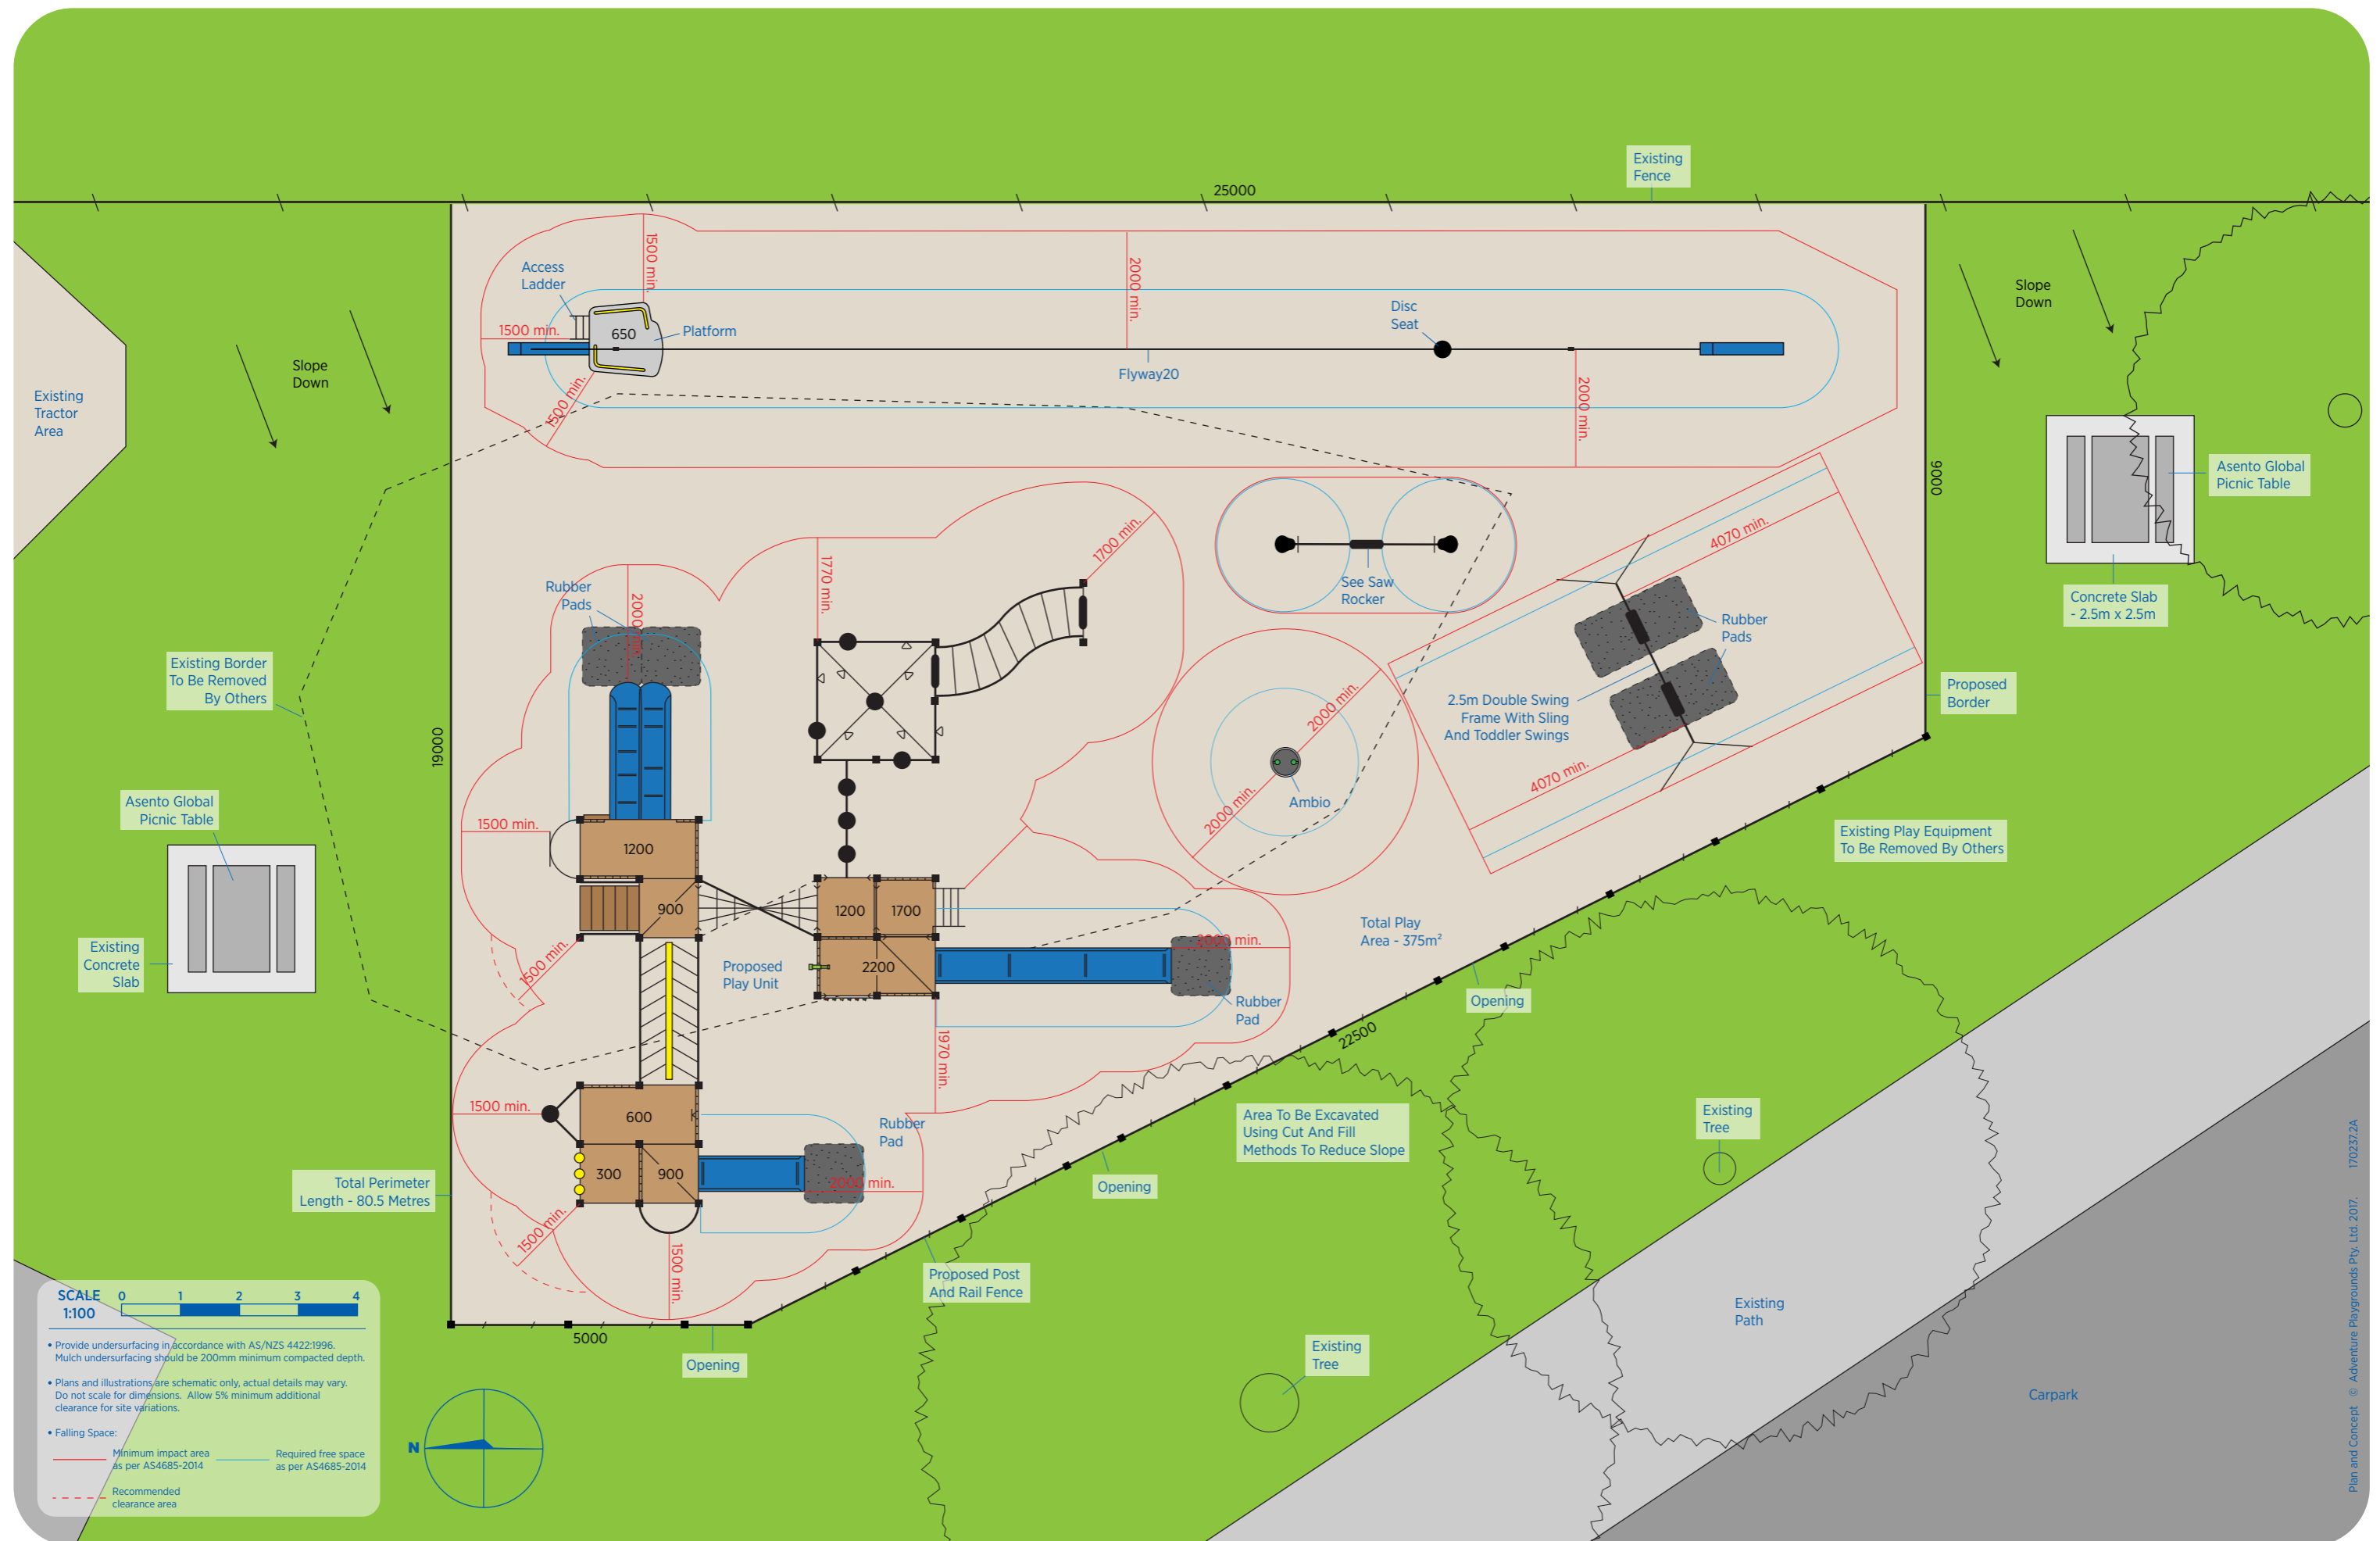 Existing
Fence
25000
Access
Ladder
1500 min.
2000 min.
1500 min.
650
Platform
Disc
Seat
Flyway20
1500 min.
2000 min.
Slope
Down
Slope
Down
Existing
Tractor
Area
9000
Asento Global
Picnic Table
Concrete Slab
- 2.5m x 2.5m
4070 min.
1700 min.
1770 min.
See Saw
Rocker
Rubber
Pads
2000 min.
Rubber
Pads
Existing Border
To Be Removed
By Others
2.5m Double Swing
Frame With Sling
And Toddler Swings
Proposed
Border
2000 min.
2000 min.
Ambio
4070 min.
19000
Asento Global
Picnic Table
1500 min.
1200
900
1200
1700
2200
Existing Play Equipment
To Be Removed By Others
Existing
Concrete
Slab
1500 min.
Proposed
Play Unit
2000 min.
Rubber
Pad
Total Play
Area - 375m²
Opening
22500
1970 min.
1500 min.
600
300
900
Rubber
Pad
2000 min.
1500 min.
1500 min.
Area To Be Excavated
Using Cut And Fill
Methods To Reduce Slope
Existing
Tree
Opening
Total Perimeter
Length - 80.5 Metres
Proposed Post
And Rail Fence
5000
Opening
Existing
Tree
Existing
Path
Carpark
N
SCALE
1:100
0 1 2 3 4
• Provide undersurfacing in accordance with AS/NZS 4422:1996.
Mulch undersurfacing should be 200mm minimum compacted depth.
• Plans and illustrations are schematic only, actual details may vary.
Do not scale for dimensions. Allow 5% minimum additional
clearance for site variations.
• Falling Space:
Minimum impact area
as per AS4685-2014
Required free space
as per AS4685-2014
Recommended
clearance area
Plan and Concept © Adventure Playgrounds Pty. Ltd. 2017. 170237.2A